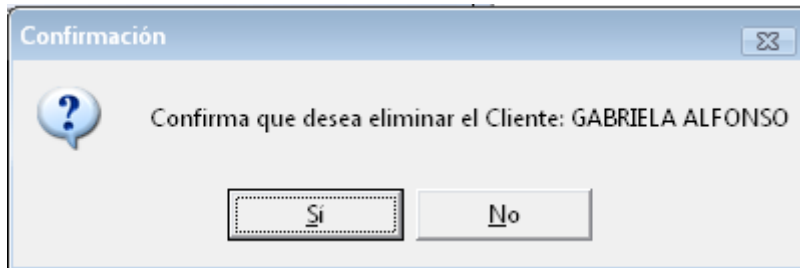 Confirmación
Confirma que desea eliminar el Cliente: GABRIELA ALFONSO
Sí
No